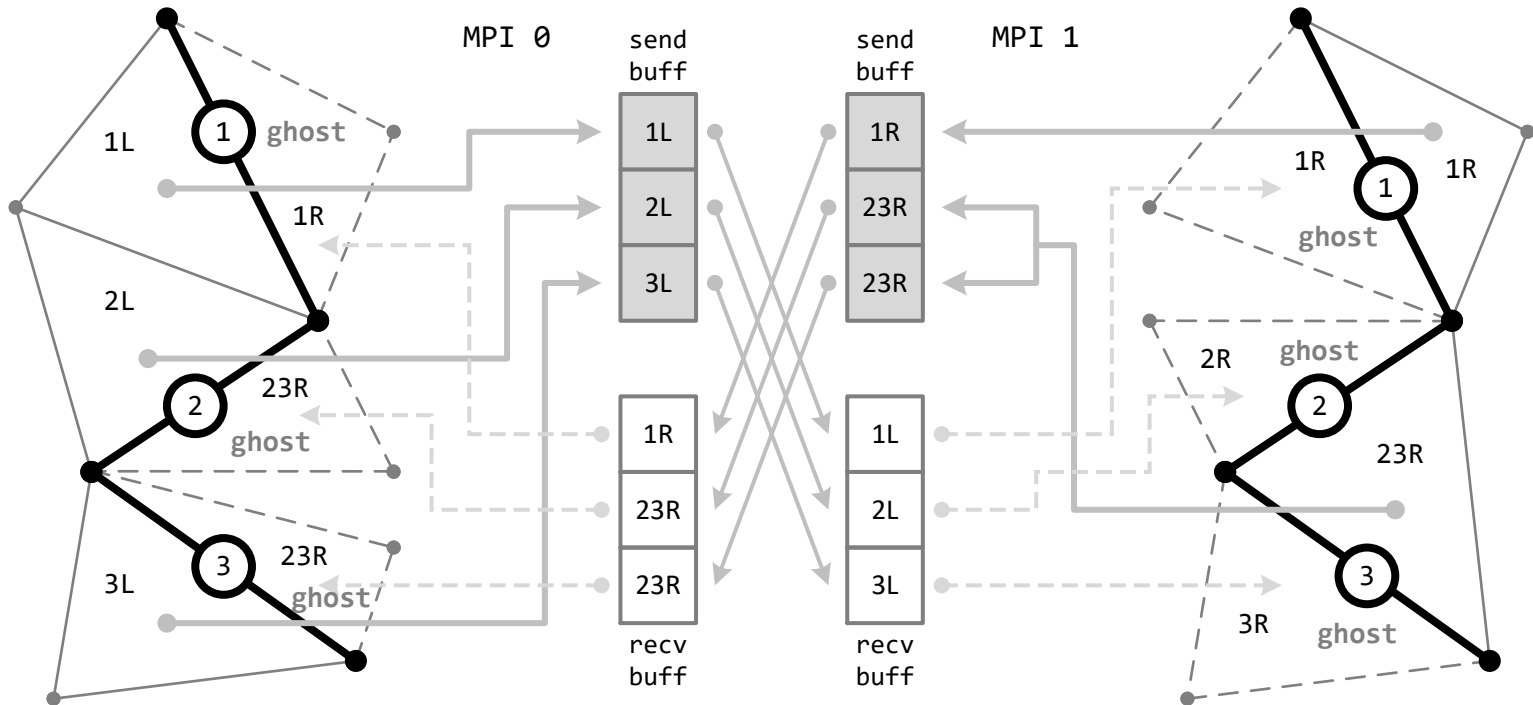 MPI 0
send
buff
send
buff
MPI 1
1L
1
ghost
1R
2L
23R
2
ghost
3L
3
23R
ghost
1L
2L
3L
1R
23R
23R
recv
buff
1R
23R
23R
1L
2L
3L
recv
buff
1R
1
1R
ghost
2R
ghost
2
23R
3
3R
ghost